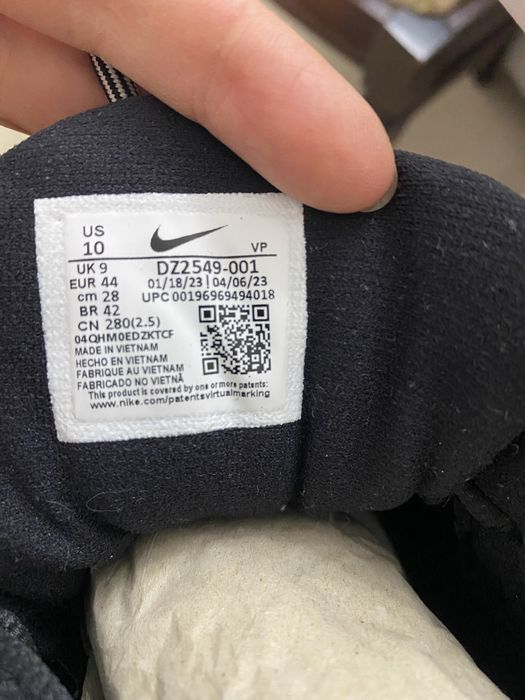 US
10
VP
UK 9
DZ2549-001
EUR 44
01/18/23 | 04/06/23
cm 28
UPC 00196969494018
BR 42
CN 280(2.5)
04QHM0EDZKTCF
MADE IN VIETNAM
HECHO EN VIETNAM
FABRIQUE AU VIETNAM
FABRICADO NO VIETNÃ
This product is covered by one or more patents:
www.nike.com/patentsvirtualmarking